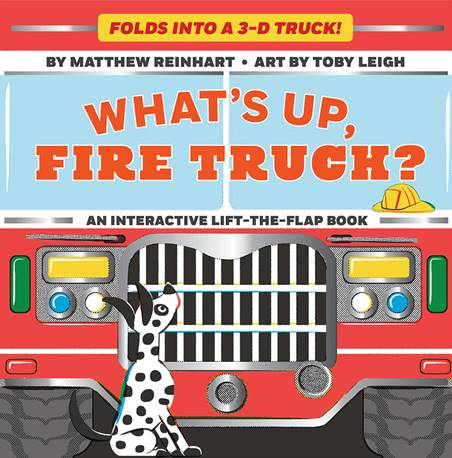 FOLDS INTO A 3-D TRUCK!
BY MATTHEW REINHART • ART BY TOBY LEIGH
WHAT'S UP,
FIRE TRUCK?
AN INTERACTIVE LIFT-THE-FLAP BOOK